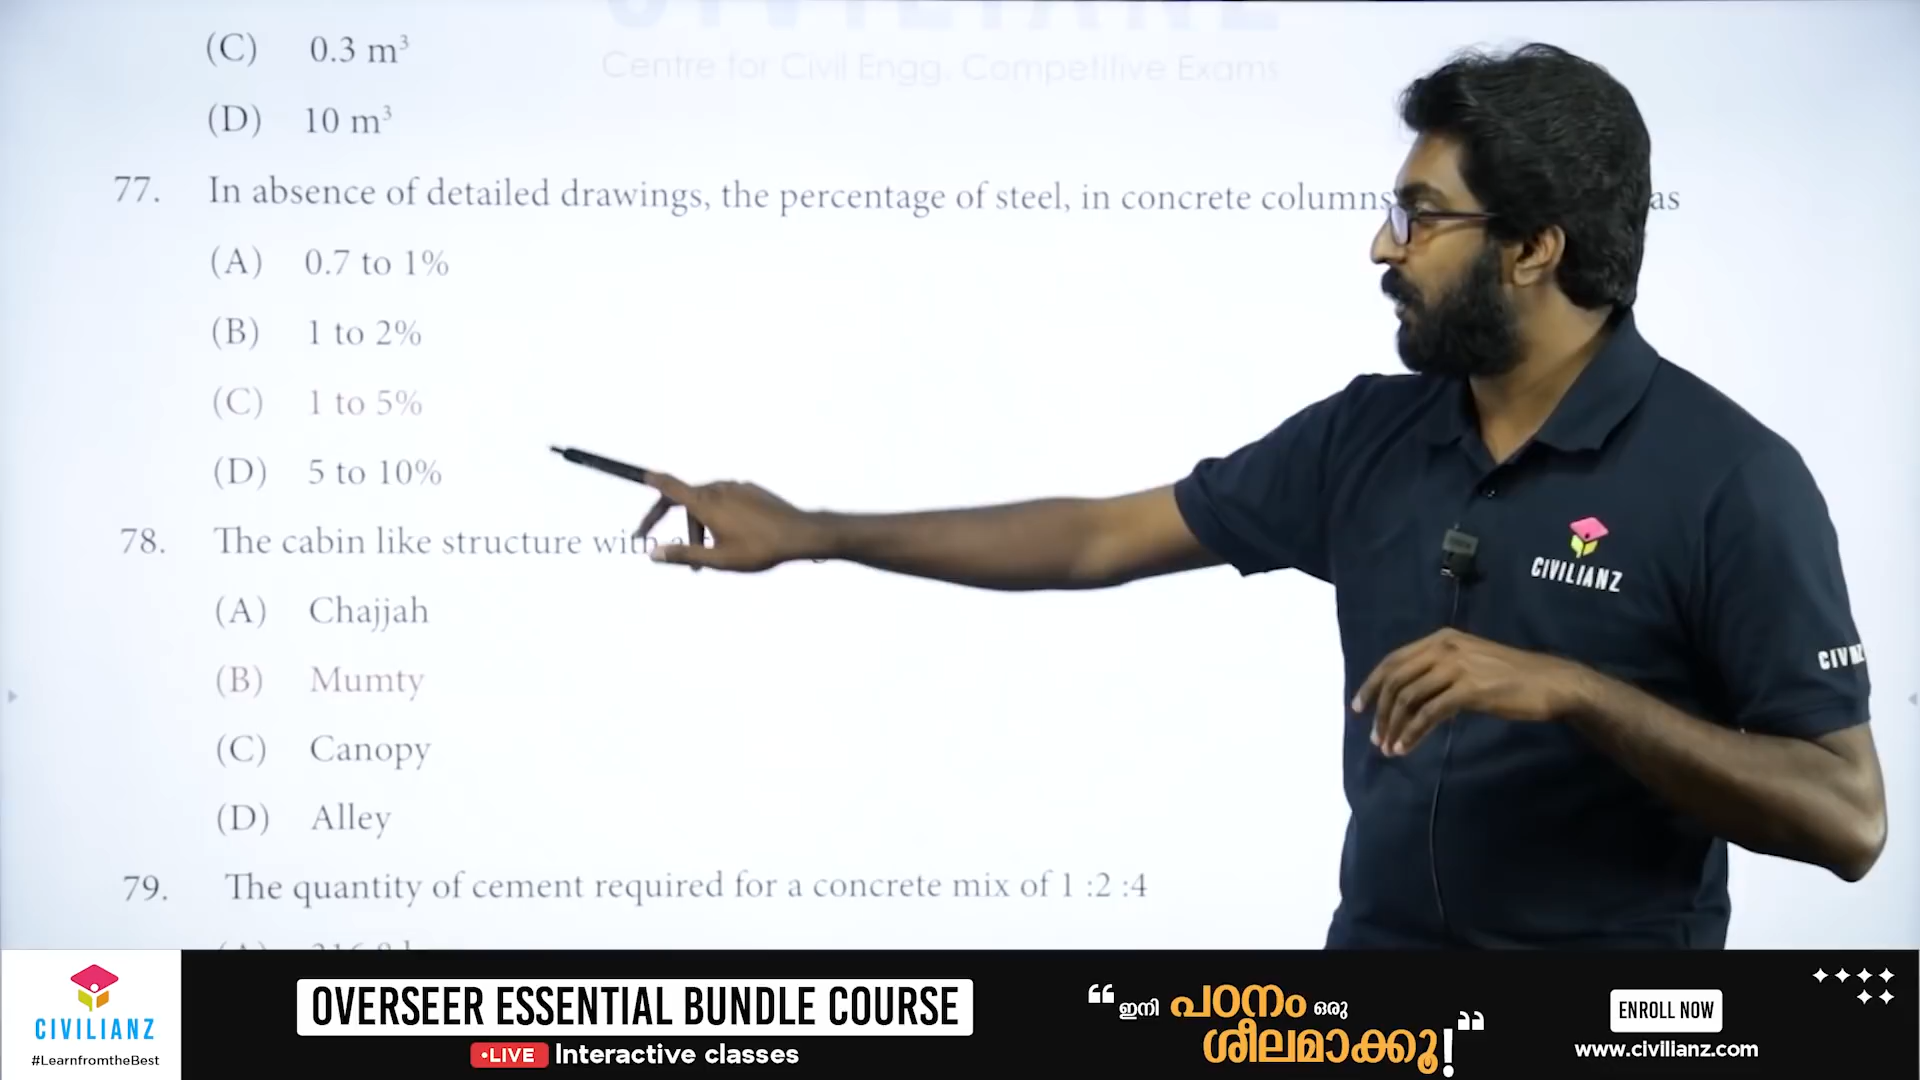 CIVILIANZ
Centre for Civil Engg. Competitive Exams
(C) 0.3 m³
(D) 10 m³
77. In absence of detailed drawings, the percentage of steel, in concrete columns as
(A) 0.7 to 1%
(B) 1 to 2%
(C) 1 to 5%
(D) 5 to 10%
78. The cabin like structure with
(A) Chajjah
(B) Mumty
(C) Canopy
(D) Alley
79. The quantity of cement required for a concrete mix of 1 :2 :4
CIVILIANZ
CIVILIANZ
#LearnfromtheBest
OVERSEER ESSENTIAL BUNDLE COURSE
•LIVE Interactive classes
“ഇനി പഠനം ഒരു
ശീലമാക്കൂ!”
ENROLL NOW
www.civilianz.com